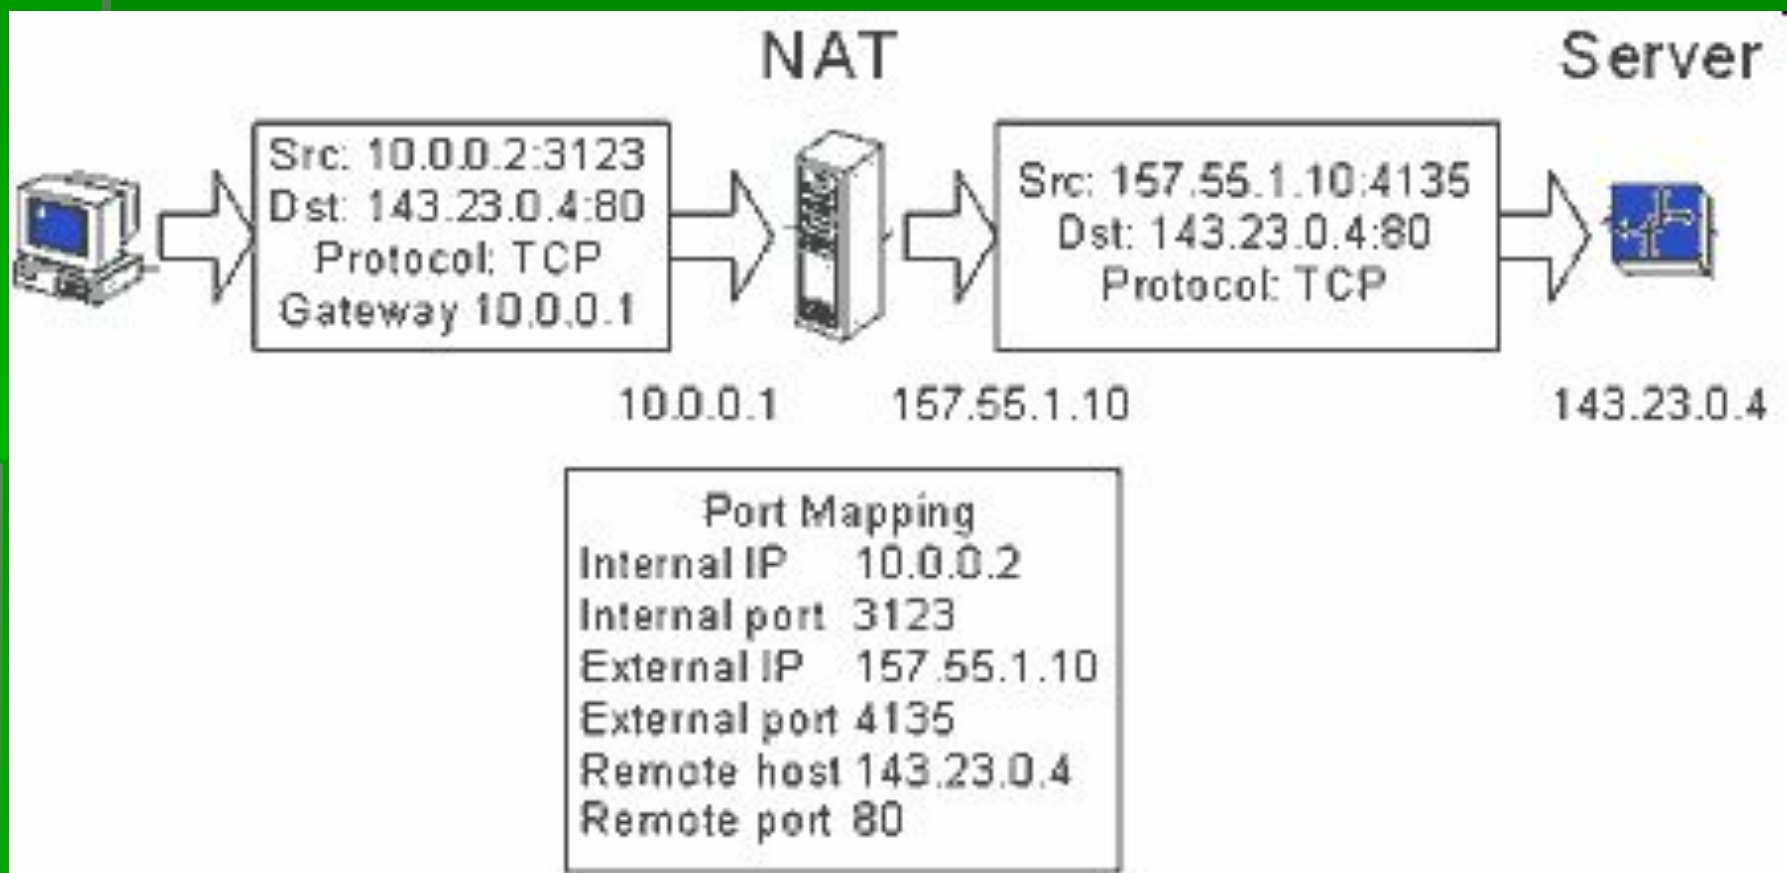 NAT
Server
Src: 10.0.0.2:3123
Dst: 143.23.0.4:80
Protocol: TCP
Gateway 10.0.0.1
Src: 157.55.1.10:4135
Dst: 143.23.0.4:80
Protocol: TCP
10.0.0.1
157.55.1.10
143.23.0.4
Port Mapping
Internal IP 10.0.0.2
Internal port 3123
External IP 157.55.1.10
External port 4135
Remote host 143.23.0.4
Remote port 80